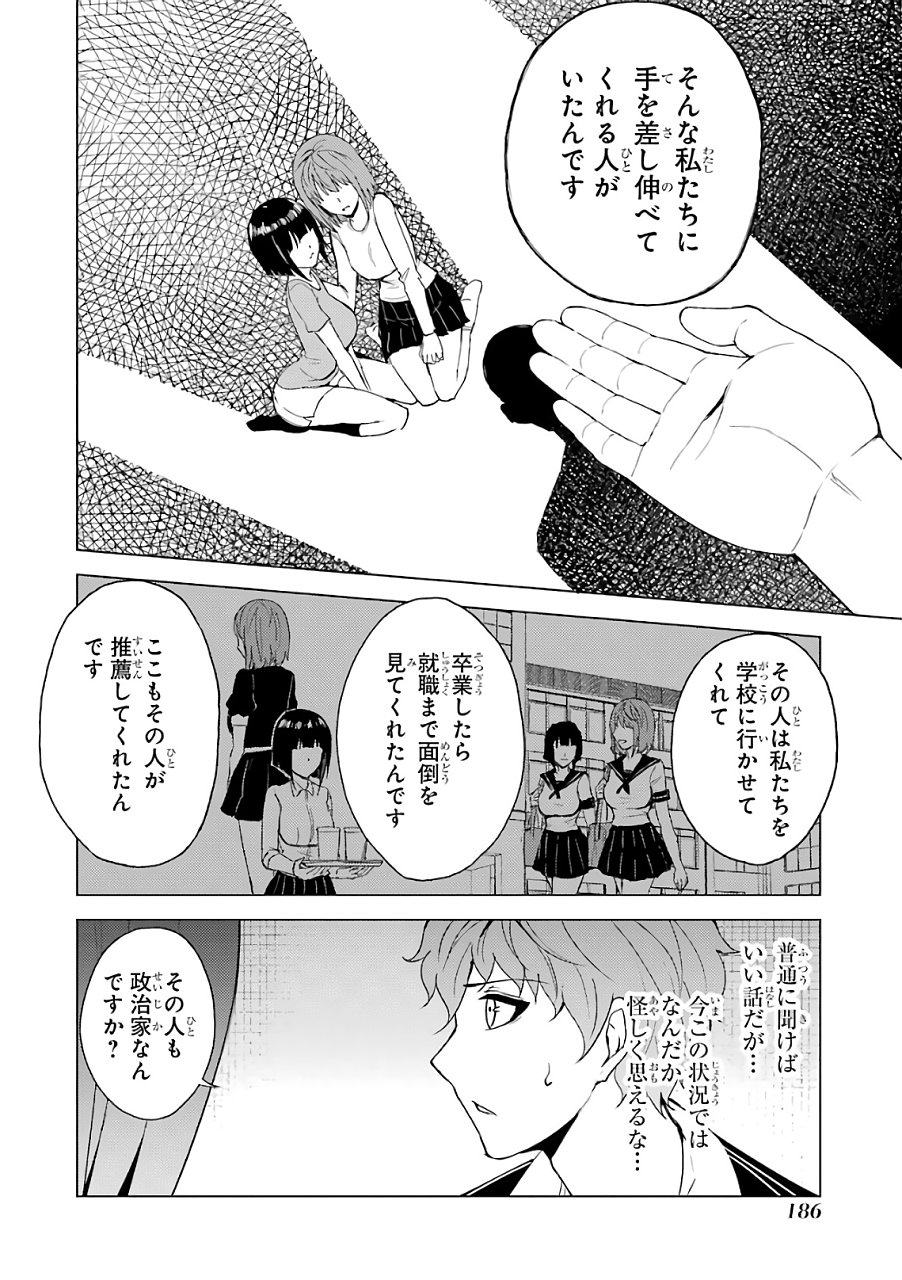 そんな私たちに
手を差し伸べて
くれる人が
いたんです
その人は私たちを
学校に行かせて
くれて
卒業したら
就職まで面倒を
見てくれたんです
ここもその人が
推薦してくれたん
です
普通に聞けば
いい話だが…
今この状況では
なんだか
怪しく思えるな…
その人も
政治家なん
ですか?
186